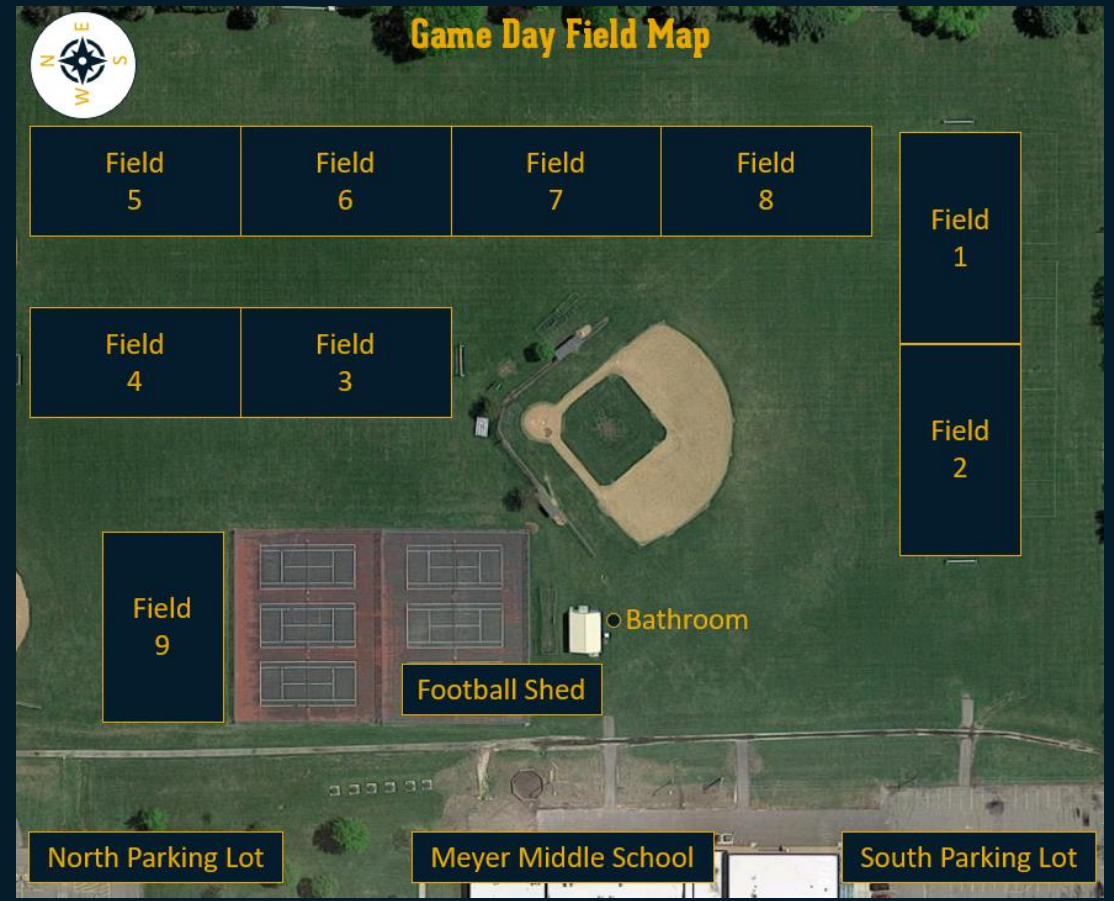 Game Day Field Map
E
N
S
W
Field
5
Field
6
Field
7
Field
8
Field
1
Field
4
Field
3
Field
2
Field
9
Bathroom
Football Shed
North Parking Lot
Meyer Middle School
South Parking Lot